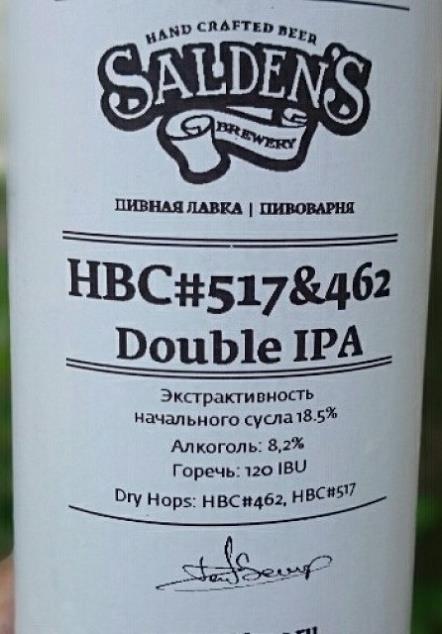 HAND CRAFTED BEER
SALDEN'S
BREWERY
ПИВНАЯ ЛАВКА | ПИВОВАРНЯ
HBC#517&462
Double IPA
Экстрактивность
начального сусла 18.5%
Алкоголь: 8,2%
Горечь: 120 IBU
Dry Hops: HBC#462, HBC#517